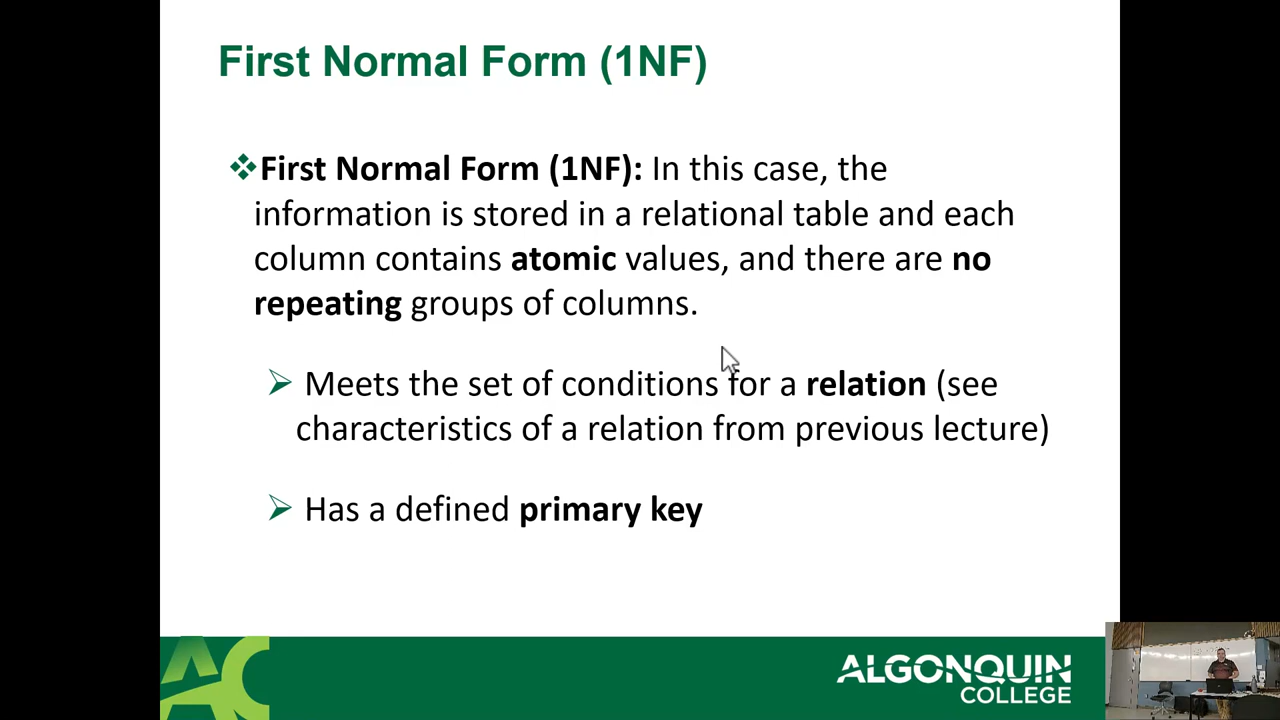 First Normal Form (1NF)
First Normal Form (1NF): In this case, the
information is stored in a relational table and each
column contains atomic values, and there are no
repeating groups of columns.
Meets the set of conditions for a relation (see
characteristics of a relation from previous lecture)
Has a defined primary key
AC
ALGONQUIN
COLLEGE